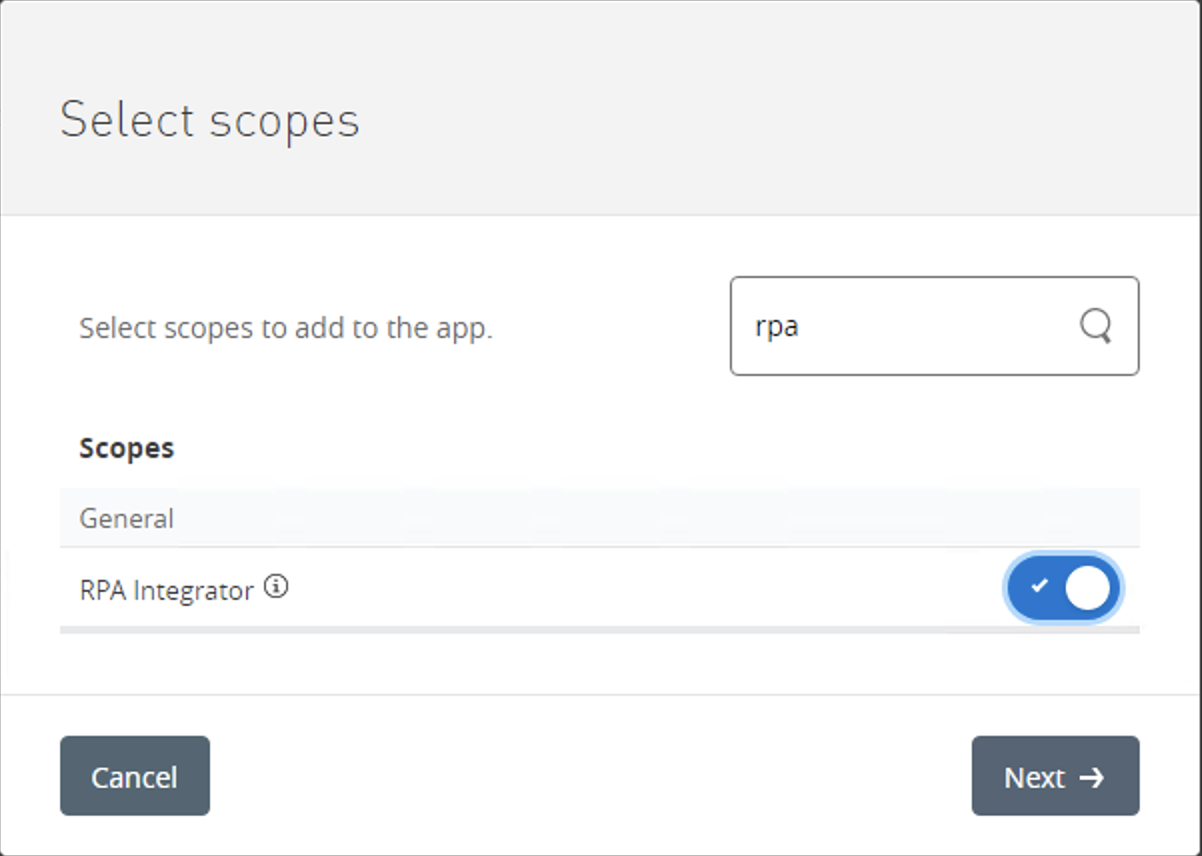 Select scopes
Select scopes to add to the app.
rpa
Scopes
General
RPA Integrator
Cancel
Next